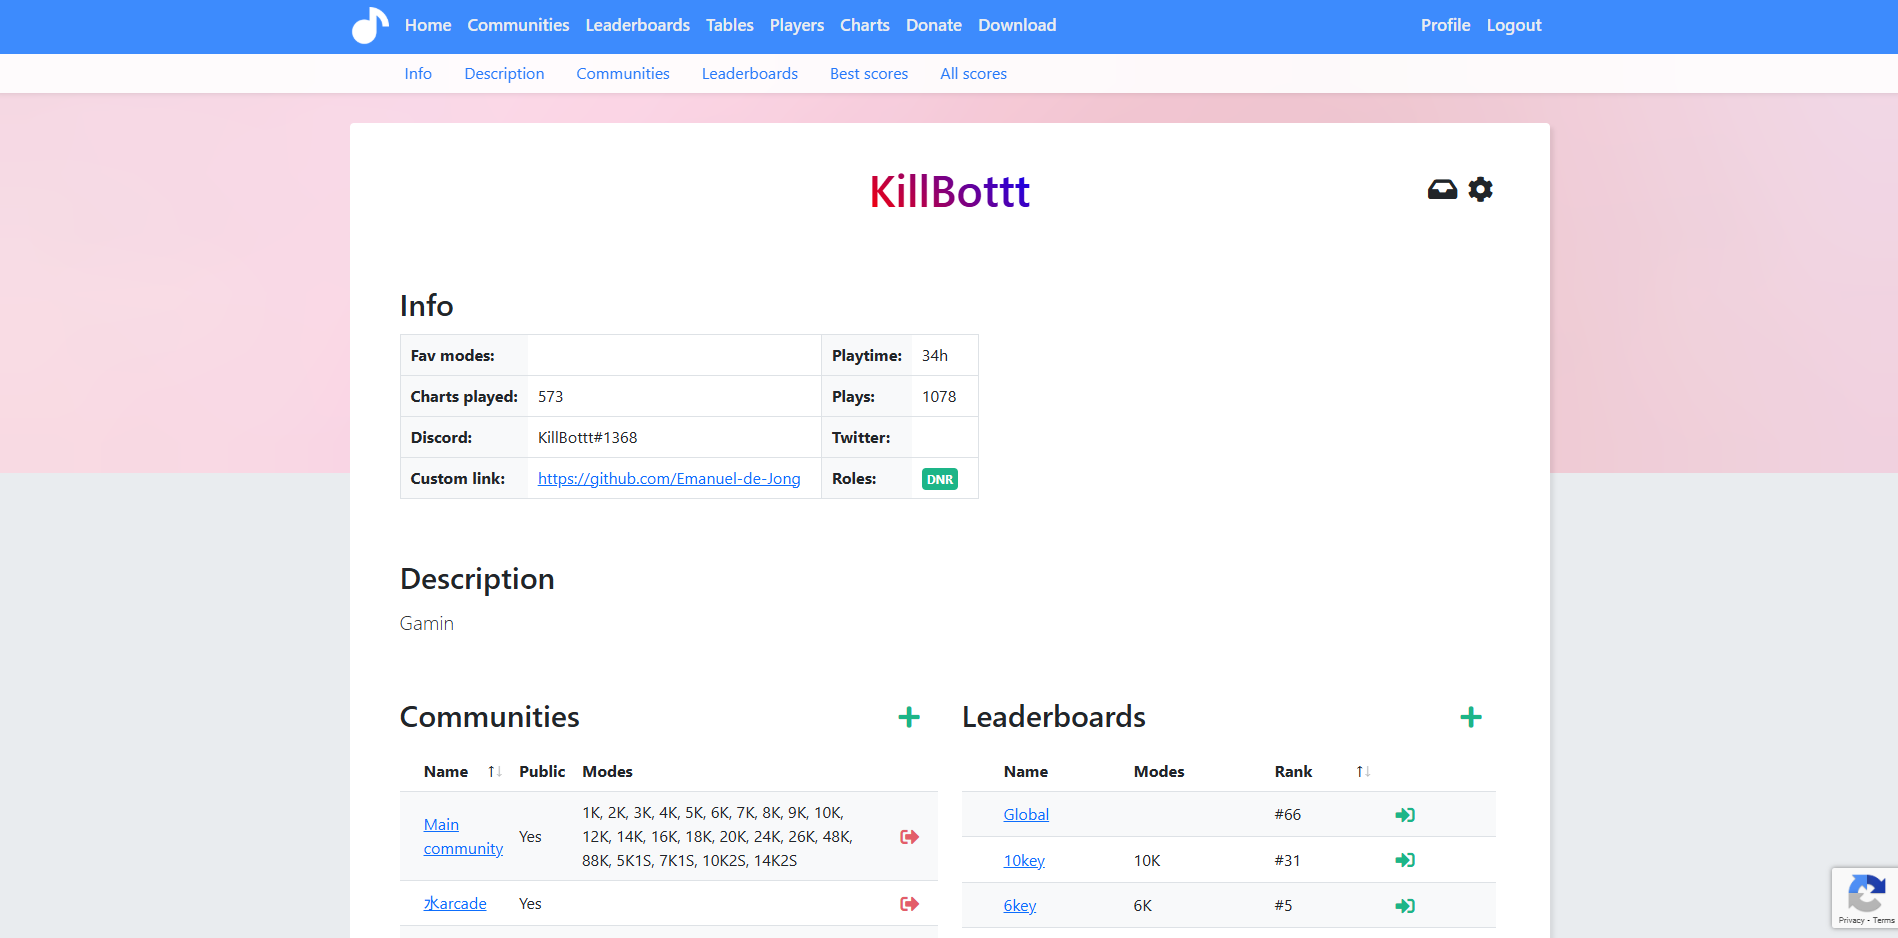 Home Communities Leaderboards Tables Players Charts Donate Download Profile Logout
Info Description Communities Leaderboards Best scores All scores
KillBottt
Info
Fav modes: Playtime: 34h
Charts played: 573 Plays: 1078
Discord: KillBottt#1368 Twitter:
Custom link: https://github.com/Emanuel-de-Jong Roles: DNR
Description
Gamin
Communities
Name Public Modes
Main community Yes 1K, 2K, 3K, 4K, 5K, 6K, 7K, 8K, 9K, 10K,
12K, 14K, 16K, 18K, 20K, 24K, 26K, 48K,
88K, 5K1S, 7K1S, 10K2S, 14K2S
水arcade Yes
Leaderboards
Name Modes Rank
Global #66
10key 10K #31
6key 6K #5
Privacy - Terms